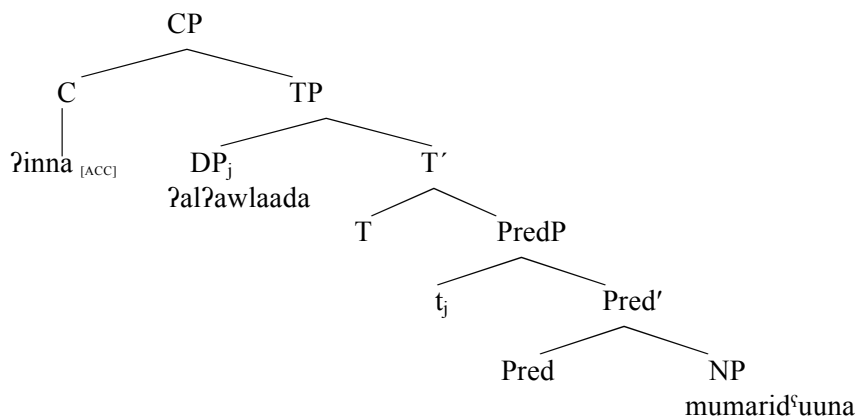 CP
C TP
ʔinna [ACC] DPj T′
ʔalʔawlaada
T PredP
tj Pred′
Pred NP
mumaridˤuuna